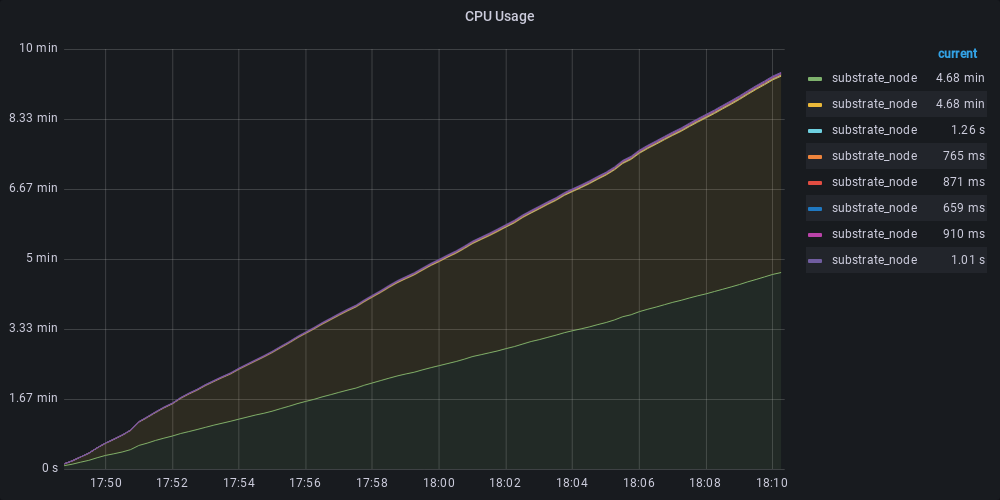 CPU Usage
10 min
8.33 min
6.67 min
5 min
3.33 min
1.67 min
0 s
17:50 17:52 17:54 17:56 17:58 18:00 18:02 18:04 18:06 18:08 18:10
current
substrate_node 4.68 min
substrate_node 4.68 min
substrate_node 1.26 s
substrate_node 765 ms
substrate_node 871 ms
substrate_node 659 ms
substrate_node 910 ms
substrate_node 1.01 s